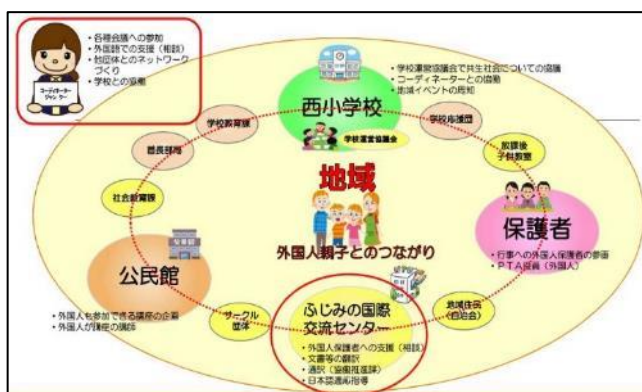 ・各種会議への参加
・外国語での支援（相談）
・他団体とのネットワーク
づくり
・学校との協働
コーディネーター
西小学校
学校運営協議会
・学校運営協議会で共生社会についての協議
・コーディネーターとの協働
・地域イベントの周知
学校教育課
学校応援団
首長部局
放課後
子供教室
社会教育課
地域
外国人親子とのつながり
保護者
・行事への外国人保護者の参画
・ＰＴＡ役員（外国人）
公民館
・外国人も参加できる講座の企画
・外国人が講座の講師
サークル
団体
ふじみの国際
交流センター
・外国人保護者への支援（相談）
・文書等の翻訳
・通訳（協働推進課）
・日本語適応指導
地域住民
（自治会）